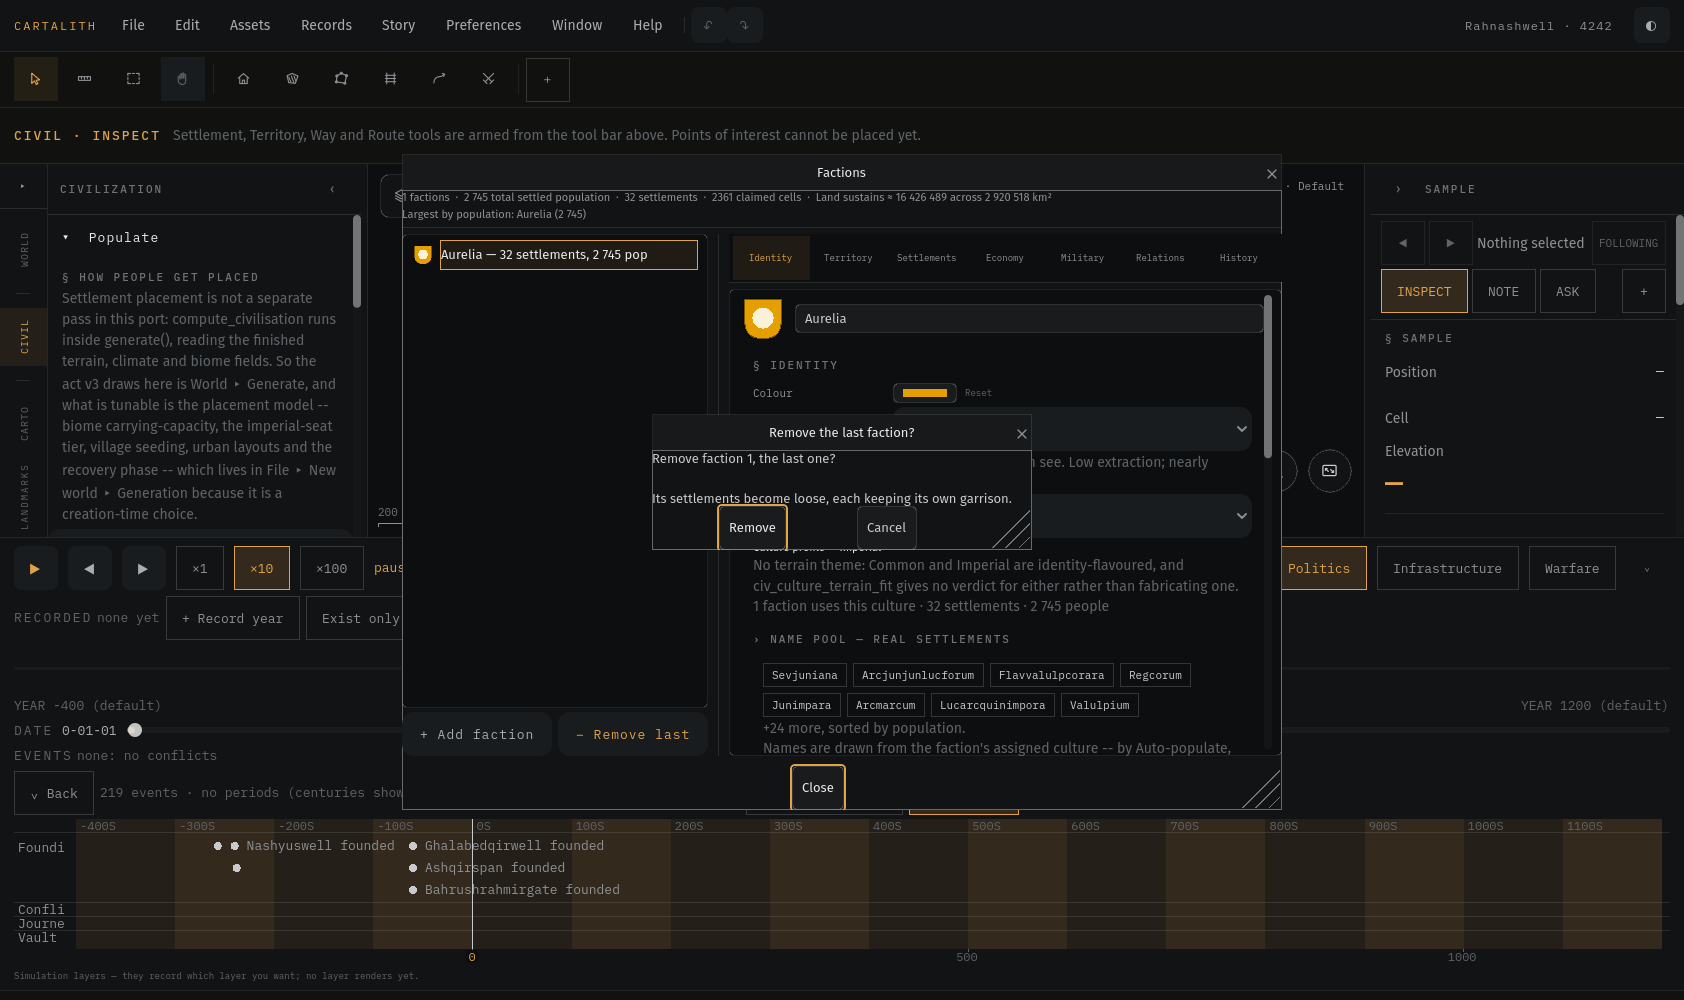 CARTALITH File Edit Assets Records Story Preferences Window Help Rahnashwell · 4242
CIVIL · INSPECT Settlement, Territory, Way and Route tools are armed from the tool bar above. Points of interest cannot be placed yet.
WORLD
CIVIL
CARTO
LANDMARKS
CIVILIZATION
Populate
§ HOW PEOPLE GET PLACED
Settlement placement is not a separate
pass in this port: compute_civilisation runs
inside generate(), reading the finished
terrain, climate and biome fields. So the
act v3 draws here is World ‣ Generate, and
what is tunable is the placement model --
biome carrying-capacity, the imperial-seat
tier, village seeding, urban layouts and the
recovery phase -- which lives in File ‣ New
world ‣ Generation because it is a
creation-time choice.
200
· Default
Factions
1 factions · 2 745 total settled population · 32 settlements · 2361 claimed cells · Land sustains ≈ 16 426 489 across 2 920 518 km²
Largest by population: Aurelia (2 745)
Aurelia — 32 settlements, 2 745 pop
+ Add faction − Remove last
Identity Territory Settlements Economy Military Relations History
Aurelia
§ IDENTITY
Colour Reset
see. Low extraction; nearly
No terrain theme: Common and Imperial are identity-flavoured, and
civ_culture_terrain_fit gives no verdict for either rather than fabricating one.
1 faction uses this culture · 32 settlements · 2 745 people
› NAME POOL — REAL SETTLEMENTS
Sevjuniana Arcjunjunlucforum Flavvalulpcorara Regcorum
Junimpara Arcmarcum Lucarcquinimpora Valulpium
+24 more, sorted by population.
Names are drawn from the faction's assigned culture -- by Auto-populate,
Close
Remove the last faction?
Remove faction 1, the last one?
Its settlements become loose, each keeping its own garrison.
Remove Cancel
SAMPLE
Nothing selected FOLLOWING
INSPECT NOTE ASK +
§ SAMPLE
Position —
Cell —
Elevation
—
×1 ×10 ×100 paus
Politics Infrastructure Warfare
RECORDED none yet + Record year Exist only
YEAR -400 (default) YEAR 1200 (default)
DATE 0-01-01
EVENTS none: no conflicts
Back 219 events · no periods (centuries show
-400S -300S -200S -100S 0S 100S 200S 300S 400S 500S 600S 700S 800S 900S 1000S 1100S
Foundi Nashyuswell founded Ghalabedqirwell founded
Ashqirspan founded
Bahrushrahmirgate founded
Confli
Journe
Vault
0 500 1000
Simulation layers — they record which layer you want; no layer renders yet.